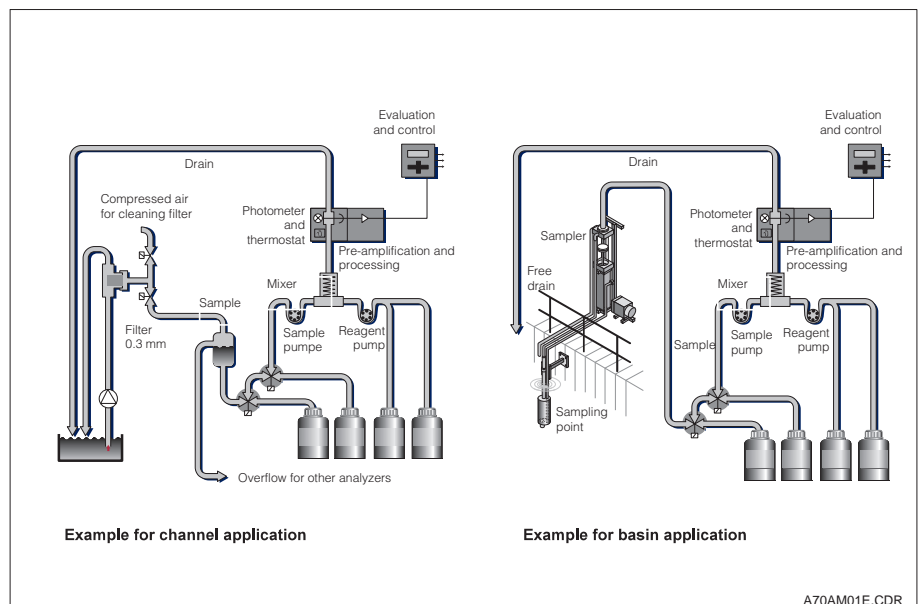 Evaluation
and control
Drain
Compressed air
for cleaning filter
Photometer
and
thermostat
Pre-amplification and
processing
Mixer
Sample
Filter
0.3 mm
Sample
pumpe
Reagent
pump
Overflow for other analyzers
Example for channel application
Evaluation
and control
Drain
Sampler
Photometer
and
thermostat
Pre-amplification and
processing
Free
drain
Mixer
Sample
Sample
pump
Reagent
pump
Sampling
point
Example for basin application
A70AM01E.CDR